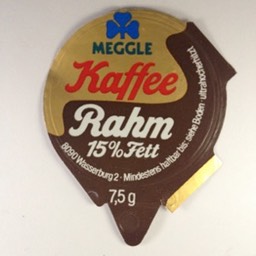 MEGGLE
Kaffee
Rahm
15% Fett
8090 Wasserburg 2 · Mindestens haltbar bis: siehe Boden · ultrahocherhitzt
7,5 g